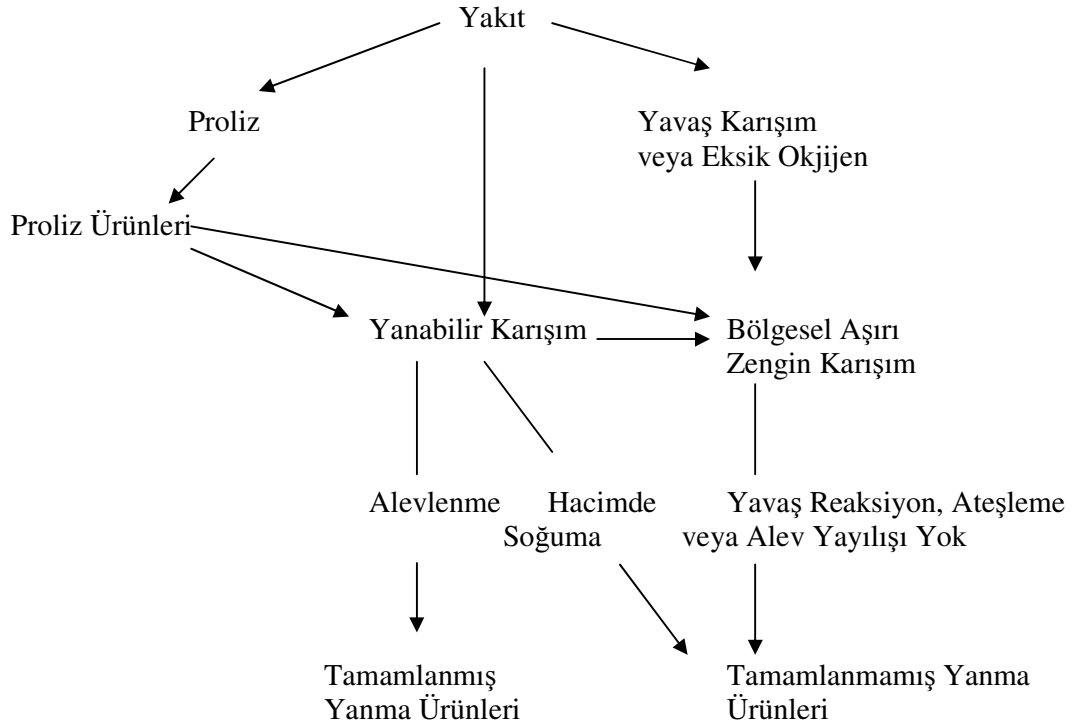 Yakıt
Proliz
Yavaş Karışım
veya Eksik Okjijen
Proliz Ürünleri
Yanabilir Karışım
Bölgesel Aşırı
Zengin Karışım
Alevlenme
Hacimde
Soğuma
Yavaş Reaksiyon, Ateşleme
veya Alev Yayılışı Yok
Tamamlanmış
Yanma Ürünleri
Tamamlanmamış Yanma
Ürünleri